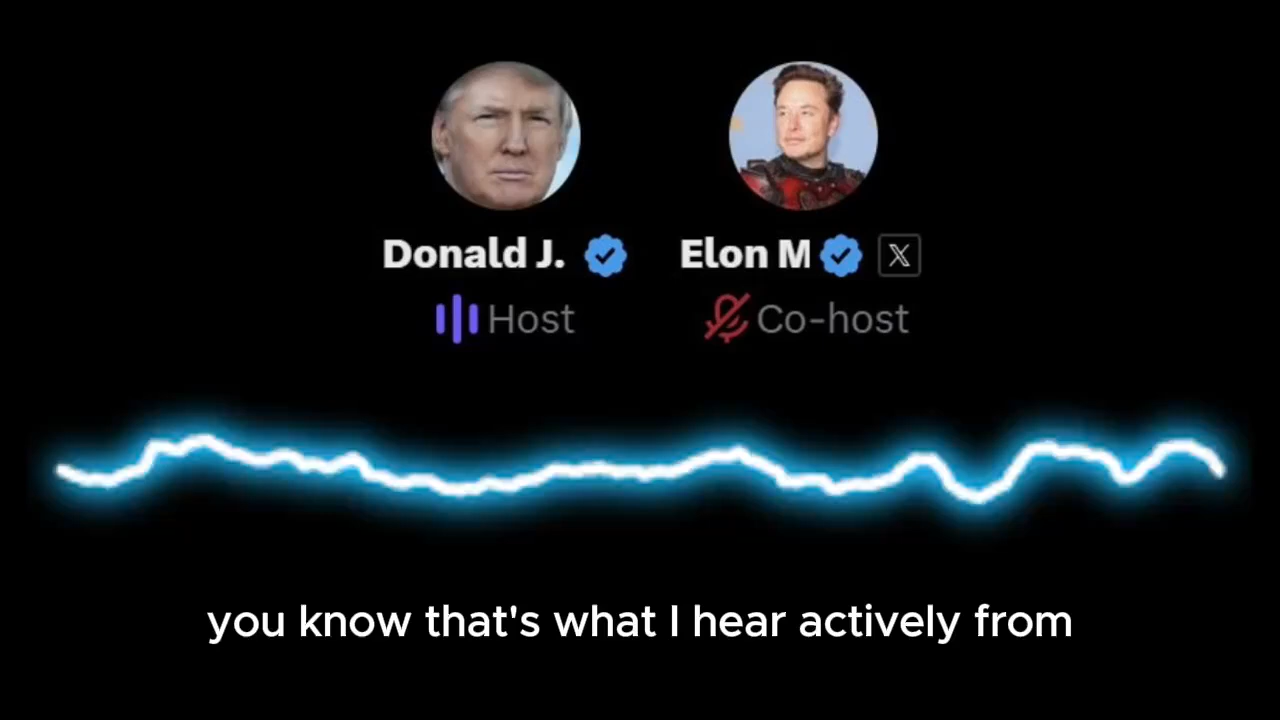 Donald J. Elon M X
Host Co-host
you know that's what I hear actively from